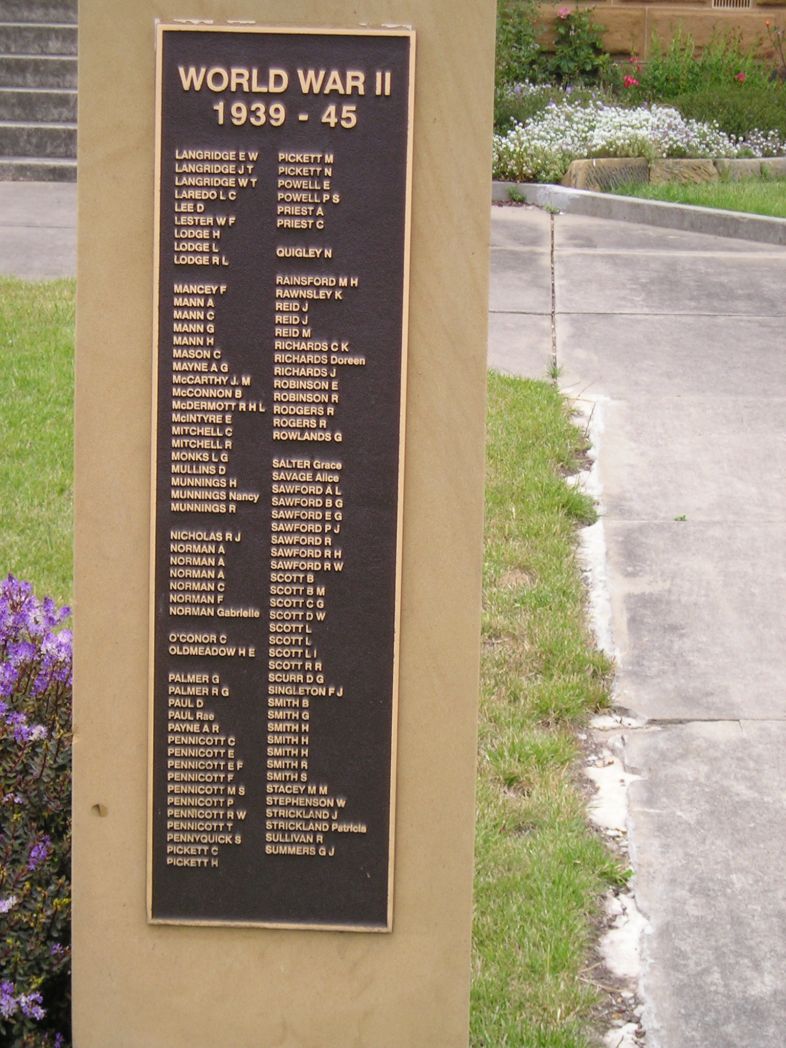 WORLD WAR II
1939 - 45
LANGRIDGE E W
LANGRIDGE J T
LANGRIDGE W T
LAREDO L C
LEE D
LESTER W F
LODGE H
LODGE L
LODGE R L
MANCEY F
MANN A
MANN C
MANN G
MANN H
MASON C
MAYNE A G
McCARTHY J. M
McCONNON B
McDERMOTT R H L
McINTYRE E
MITCHELL C
MITCHELL R
MONKS L G
MULLINS D
MUNNINGS H
MUNNINGS Nancy
MUNNINGS R
NICHOLAS R J
NORMAN A
NORMAN A
NORMAN A
NORMAN C
NORMAN F
NORMAN Gabrielle
O'CONOR C
OLDMEADOW H E
PALMER G
PALMER R G
PAUL D
PAUL Rae
PAYNE A R
PENNICOTT C
PENNICOTT E
PENNICOTT E F
PENNICOTT F
PENNICOTT M S
PENNICOTT P
PENNICOTT R W
PENNICOTT T
PENNYQUICK S
PICKETT C
PICKETT H
PICKETT M
PICKETT N
POWELL E
POWELL P S
PRIEST A
PRIEST C
QUIGLEY N
RAINSFORD M H
RAWNSLEY K
REID J
REID J
REID M
RICHARDS C K
RICHARDS Doreen
RICHARDS J
ROBINSON E
ROBINSON R
RODGERS R
ROGERS R
ROWLANDS G
SALTER Grace
SAVAGE Alice
SAWFORD A L
SAWFORD B G
SAWFORD E G
SAWFORD P J
SAWFORD R
SAWFORD R H
SAWFORD R W
SCOTT B
SCOTT B M
SCOTT C G
SCOTT D W
SCOTT L
SCOTT L
SCOTT L I
SCOTT R R
SCURR D G
SINGLETON F J
SMITH B
SMITH G
SMITH H
SMITH H
SMITH H
SMITH R
SMITH S
STACEY M M
STEPHENSON W
STRICKLAND J
STRICKLAND Patricia
SULLIVAN R
SUMMERS G J